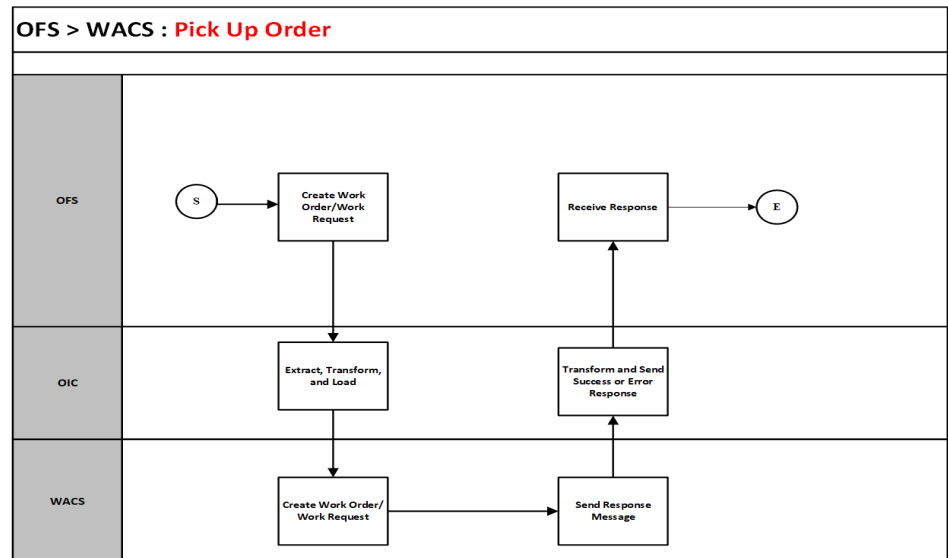 OFS > WACS : Pick Up Order
OFS
S
Create Work
Order/Work
Request
Receive Response
E
OIC
Extract, Transform,
and Load
Transform and Send
Success or Error
Response
WACS
Create Work Order/
Work Request
Send Response
Message